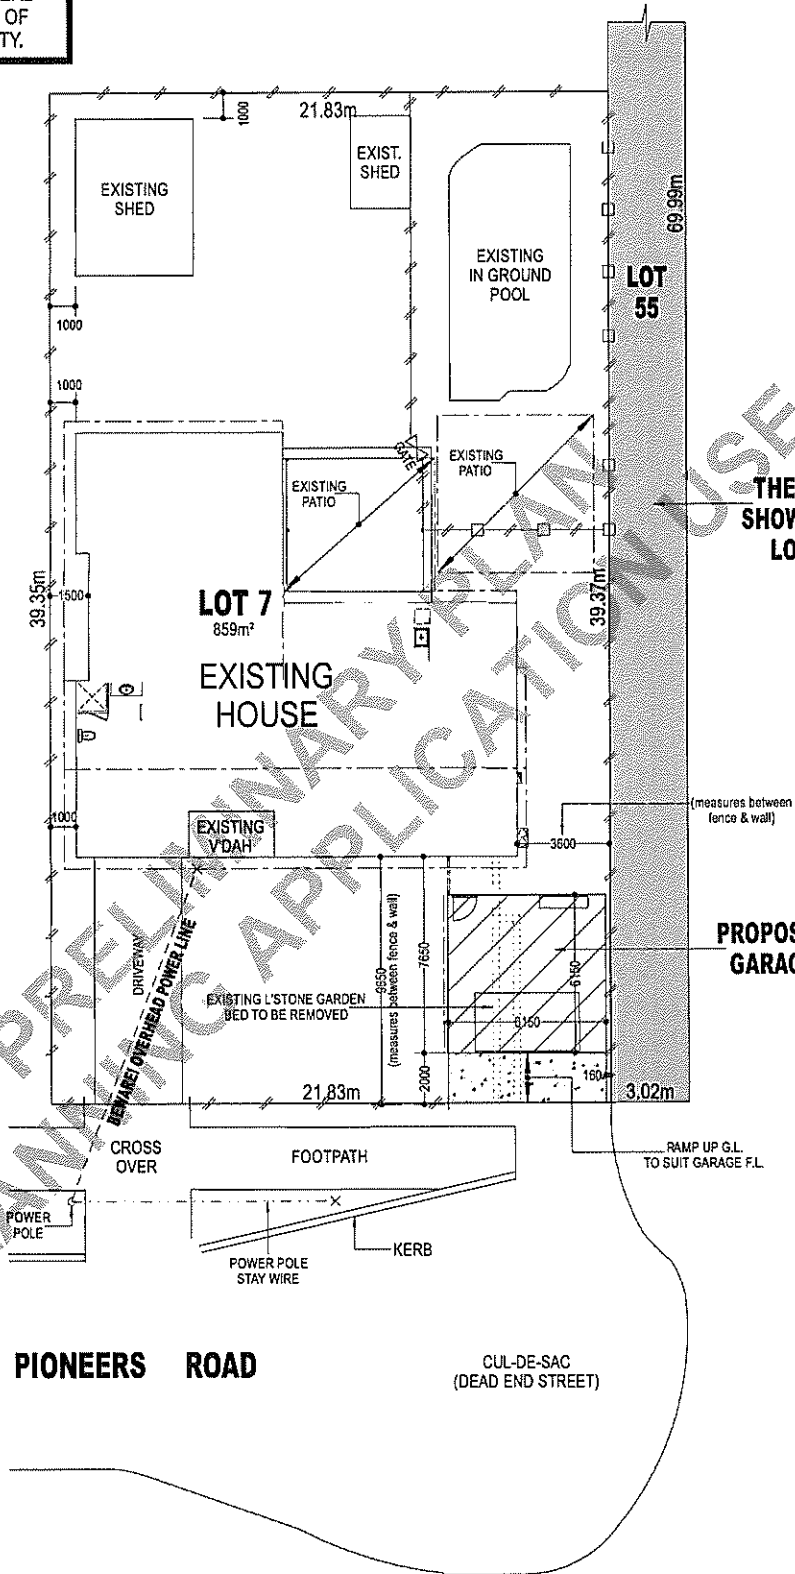 OF
TY.
21.83m
1000
EXISTING
SHED
EXIST.
SHED
EXISTING
IN GROUND
POOL
69.99m
LOT
55
1000
1000
GATE
EXISTING
PATIO
EXISTING
PATIO
THE
SHOW
LO
39.35m
1500
LOT 7
859m²
39.37m
EXISTING
HOUSE
PRELIMINARY PLAN
PLANNING APPLICATION USE
1000
EXISTING
V'DAH
3600
(measures between
fence & wall)
DRIVEWAY
BEWARE! OVERHEAD POWER LINE
9650
(measures between fence & wall)
7650
6150
PROPOS
GARAG
EXISTING L'STONE GARDEN
BED TO BE REMOVED
6150
2000
160
21.83m
3.02m
CROSS
OVER
FOOTPATH
RAMP UP G.L.
TO SUIT GARAGE F.L.
POWER
POLE
POWER POLE
STAY WIRE
KERB
PIONEERS ROAD
CUL-DE-SAC
(DEAD END STREET)